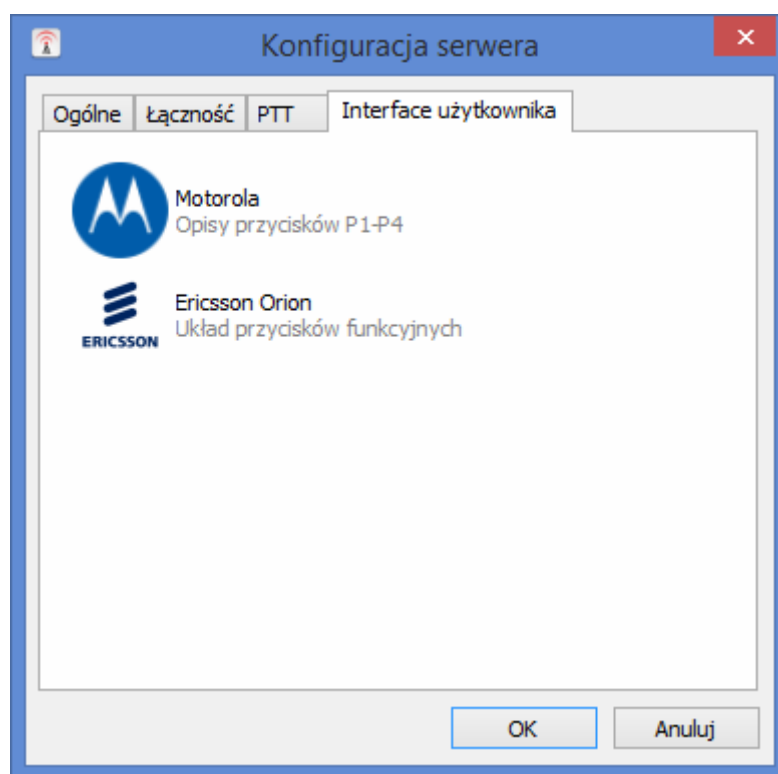 Konfiguracja serwera
Ogólne Łączność PTT Interface użytkownika
Motorola
Opisy przycisków P1-P4
ERICSSON
Ericsson Orion
Układ przycisków funkcyjnych
OK Anuluj